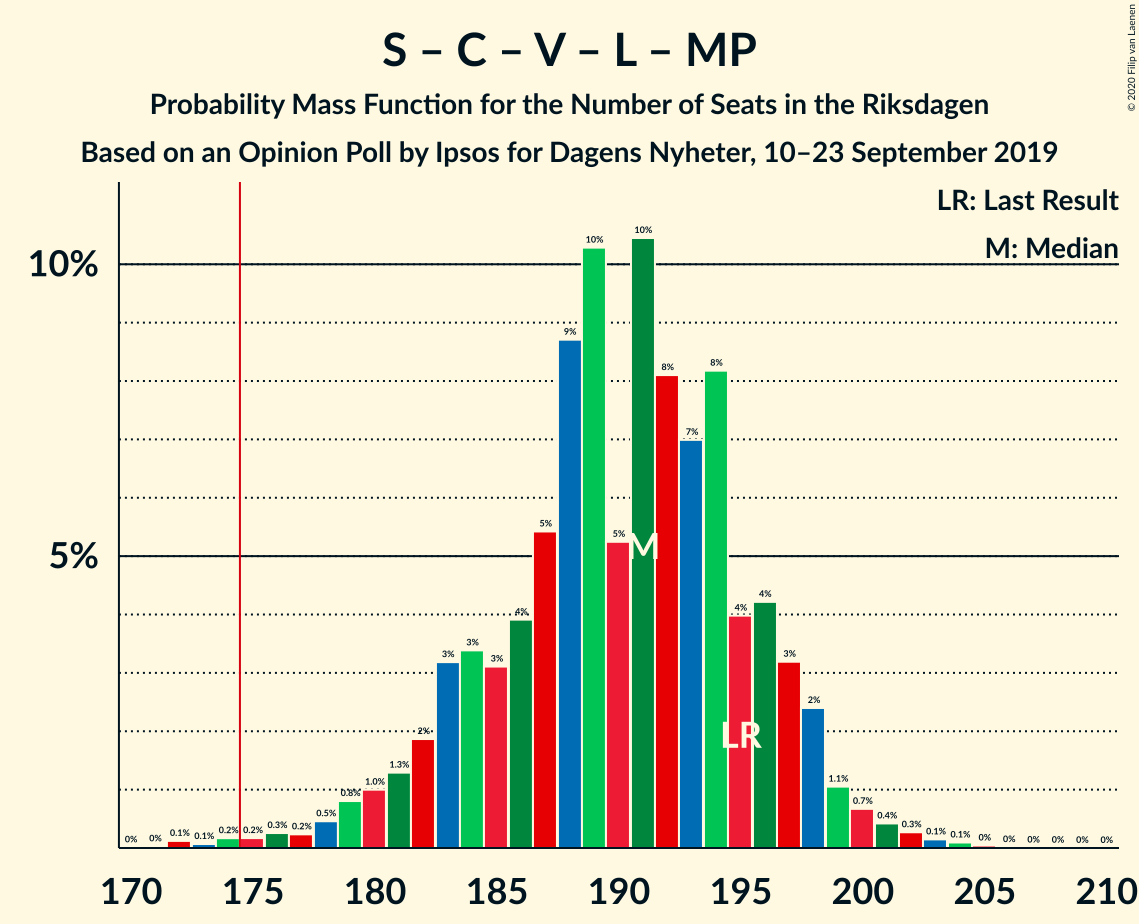 © 2020 Filip van Laenen
S – C – V – L – MP
Probability Mass Function for the Number of Seats in the Riksdagen
Based on an Opinion Poll by Ipsos for Dagens Nyheter, 10–23 September 2019
LR: Last Result
M: Median
10%
5%
0% 0% 0.1% 0.1% 0.2% 0.2% 0.3% 0.2% 0.5% 0.8% 1.0% 1.3% 2% 3% 3% 3% 4% 5% 9% 10% 5% 10% 8% 7% 8% 4% 4% 3% 2% 1.1% 0.7% 0.4% 0.3% 0.1% 0.1% 0% 0% 0% 0% 0% 0%
M
LR
170 175 180 185 190 195 200 205 210